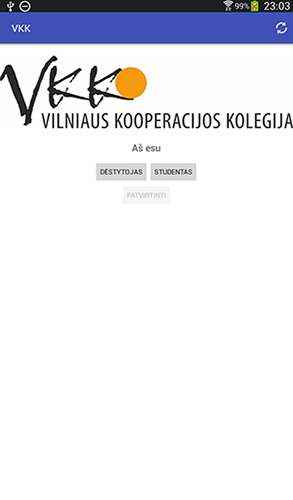 99% 23:03
VKK
VKK
VILNIAUS KOOPERACIJOS KOLEGIJA
Aš esu
DĖSTYTOJAS STUDENTAS
PATVIRTINTI